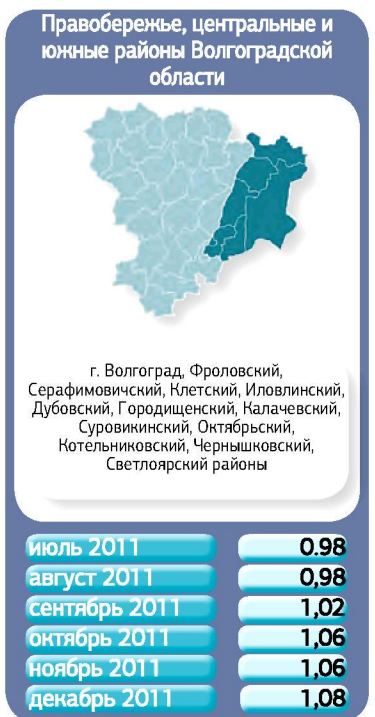 Правобережье, центральные и
южные районы Волгоградской
области
г. Волгоград, Фроловский,
Серафимовичский, Клетский, Иловлинский,
Дубовский, Городищенский, Калачевский,
Суровикинский, Октябрьский,
Котельниковский, Чернышковский,
Светлоярский районы
июль 2011 0.98
август 2011 0,98
сентябрь 2011 1,02
октябрь 2011 1,06
ноябрь 2011 1,06
декабрь 2011 1,08